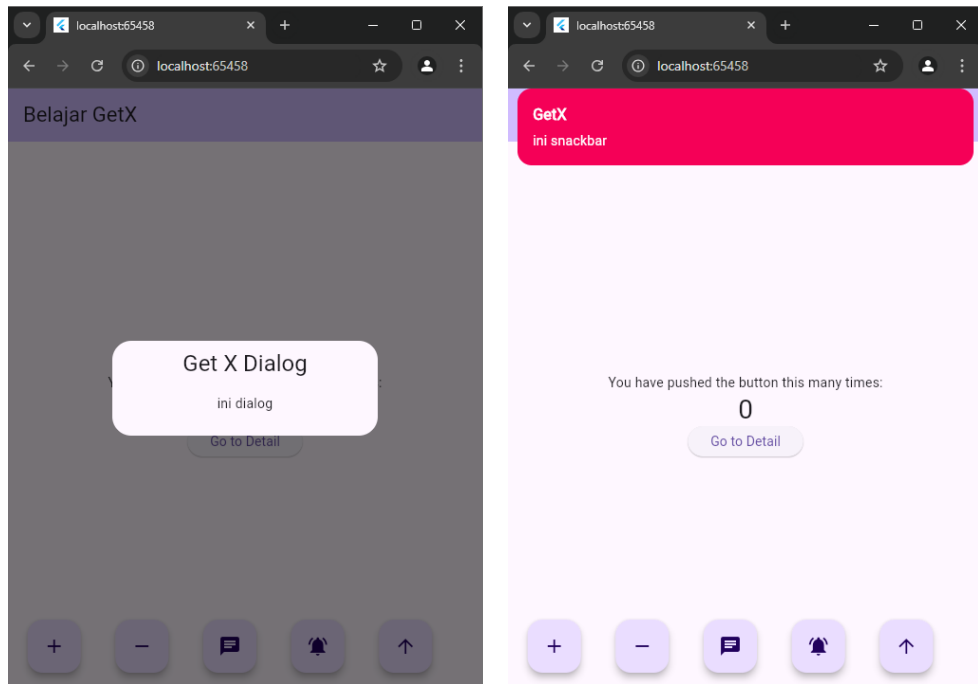 localhost:65458
localhost:65458
Belajar GetX
Get X Dialog
ini dialog
Go to Detail
localhost:65458
localhost:65458
GetX
ini snackbar
You have pushed the button this many times:
0
Go to Detail